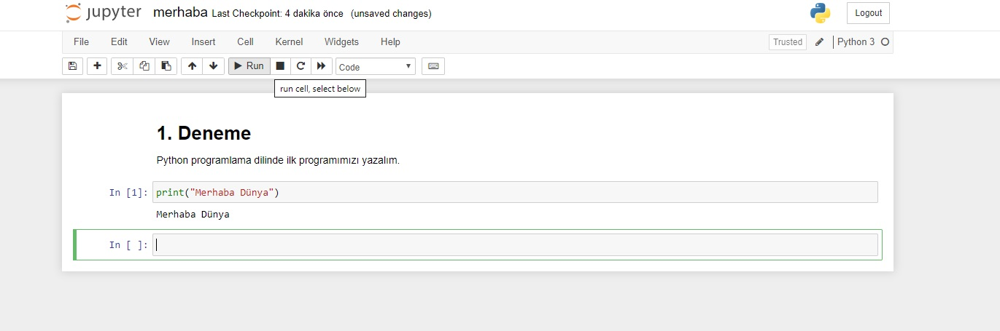 jupyter merhaba Last Checkpoint: 4 dakika önce (unsaved changes) Logout
File Edit View Insert Cell Kernel Widgets Help Trusted Python 3
Run Code
run cell, select below
1. Deneme
Python programlama dilinde ilk programımızı yazalım.
In [1]: print("Merhaba Dünya")
Merhaba Dünya
In [ ]: